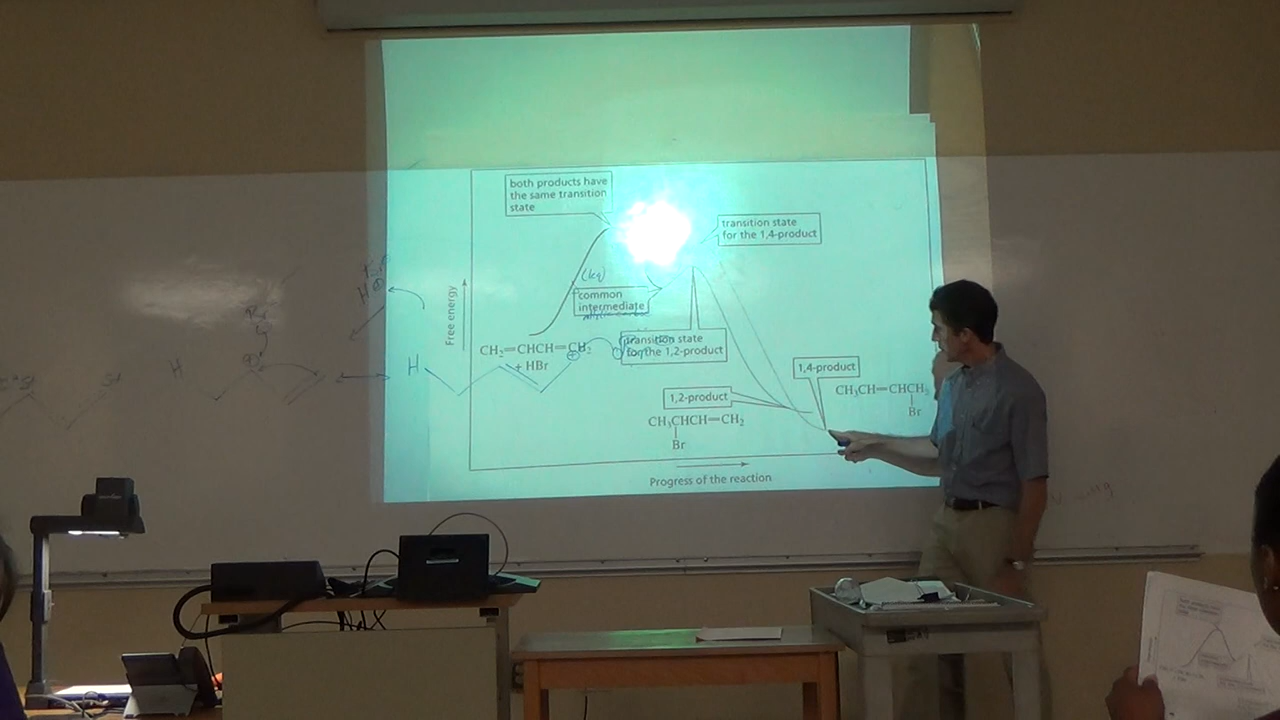 both products have
the same transition
state
transition state
for the 1,4-product
common
intermediate
transition state
for the 1,2-product
Free energy
CH₂=CHCH=CH₂
+ HBr
H
H
H
1,2-product
CH₃CHCH=CH₂
Br
1,4-product
CH₃CH=CHCH₂
Br
Progress of the reaction